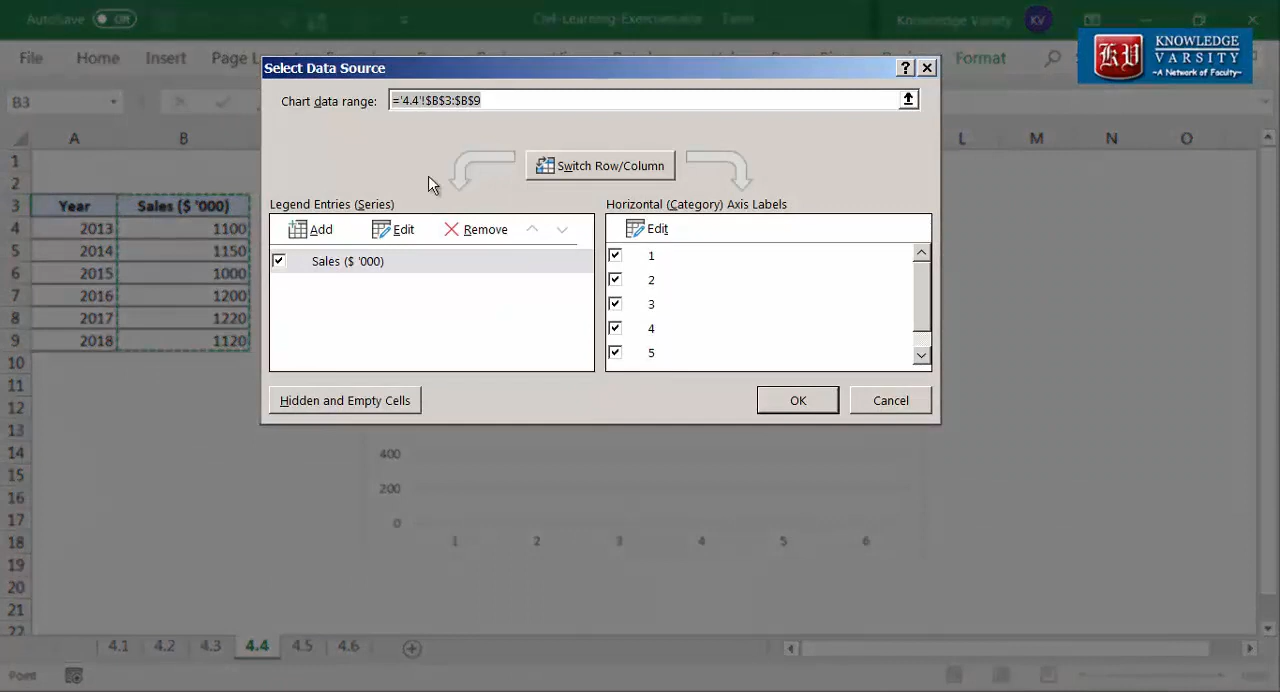 AutoSave Off
Knowledge Varsity KV
File Home Insert Page L
Format
KNOWLEDGE
VARSITY
~A Network of Faculty~
Select Data Source ?
B3
Chart data range: ='4.4'!$B$3:$B$9
A B L M N O
Switch Row/Column
Legend Entries (Series) Horizontal (Category) Axis Labels
Add Edit Remove Edit
Sales ($ '000)
1
2
3
4
5
Hidden and Empty Cells OK Cancel
1
2
3 Year Sales ($ '000)
4 2013 1100
5 2014 1150
6 2015 1000
7 2016 1200
8 2017 1220
9 2018 1120
10
11
12
13
14
15
16
17
18
19
20
21
22
400
200
0
1 2 3 4 5 6
4.1 4.2 4.3 4.4 4.5 4.6
Point